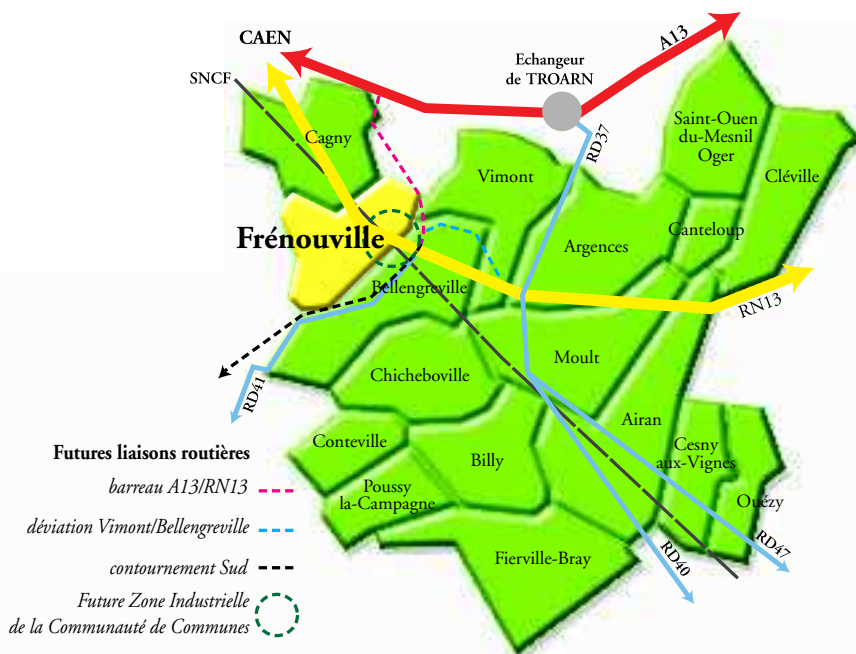 CAEN
A13
Echangeur
de TROARN
SNCF
Saint-Ouen
du-Mesnil
Oger
Cagny
RD37
Vimont
Cléville
Canteloup
Frénouville
Argences
Bellengreville
RN13
Moult
Chicheboville
RD41
Airan
Conteville
Cesny
aux-Vignes
Billy
Poussy
la-Campagne
Ouézy
Fierville-Bray
RD40
RD47
Futures liaisons routières
barreau A13/RN13
déviation Vimont/Bellengreville
contournement Sud
Future Zone Industrielle
de la Communauté de Communes